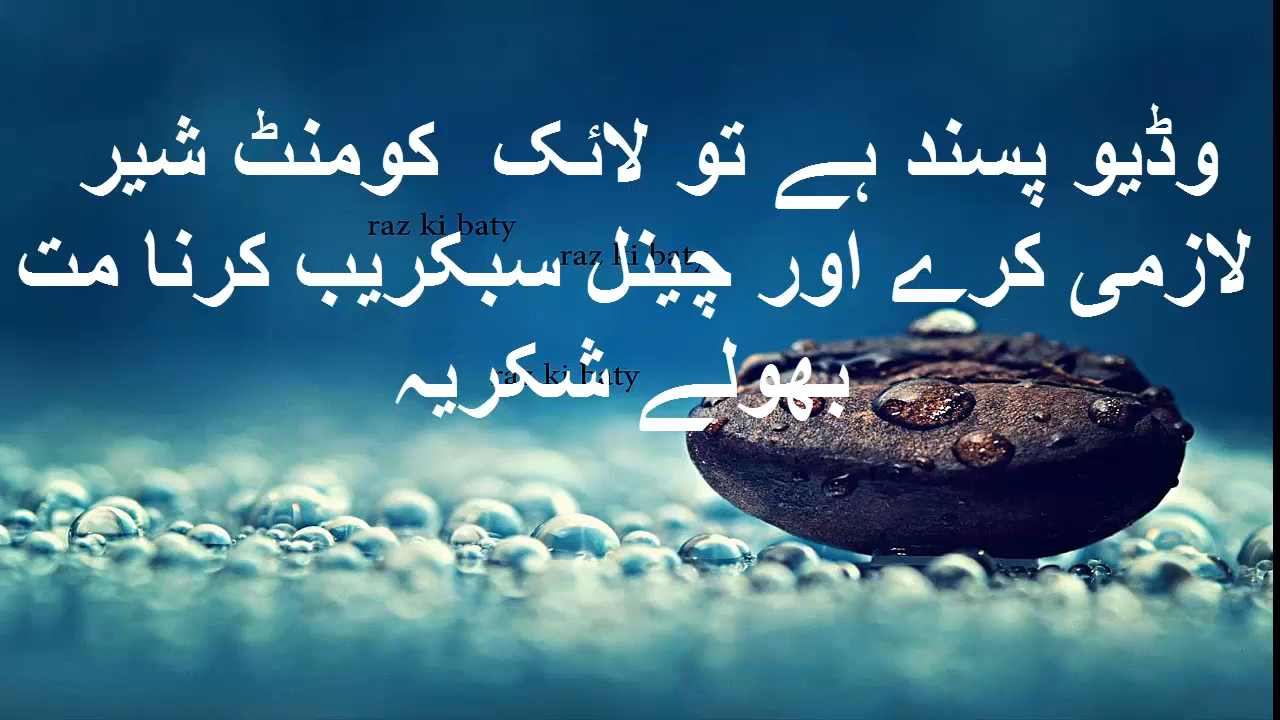 وڈیو پسند ہے تو لائک کومنٹ شیر
raz ki baty
لازمی کرے اور چینل سبکریب کرنا مت
raz ki baty
بھولے شکریہ
raz ki baty